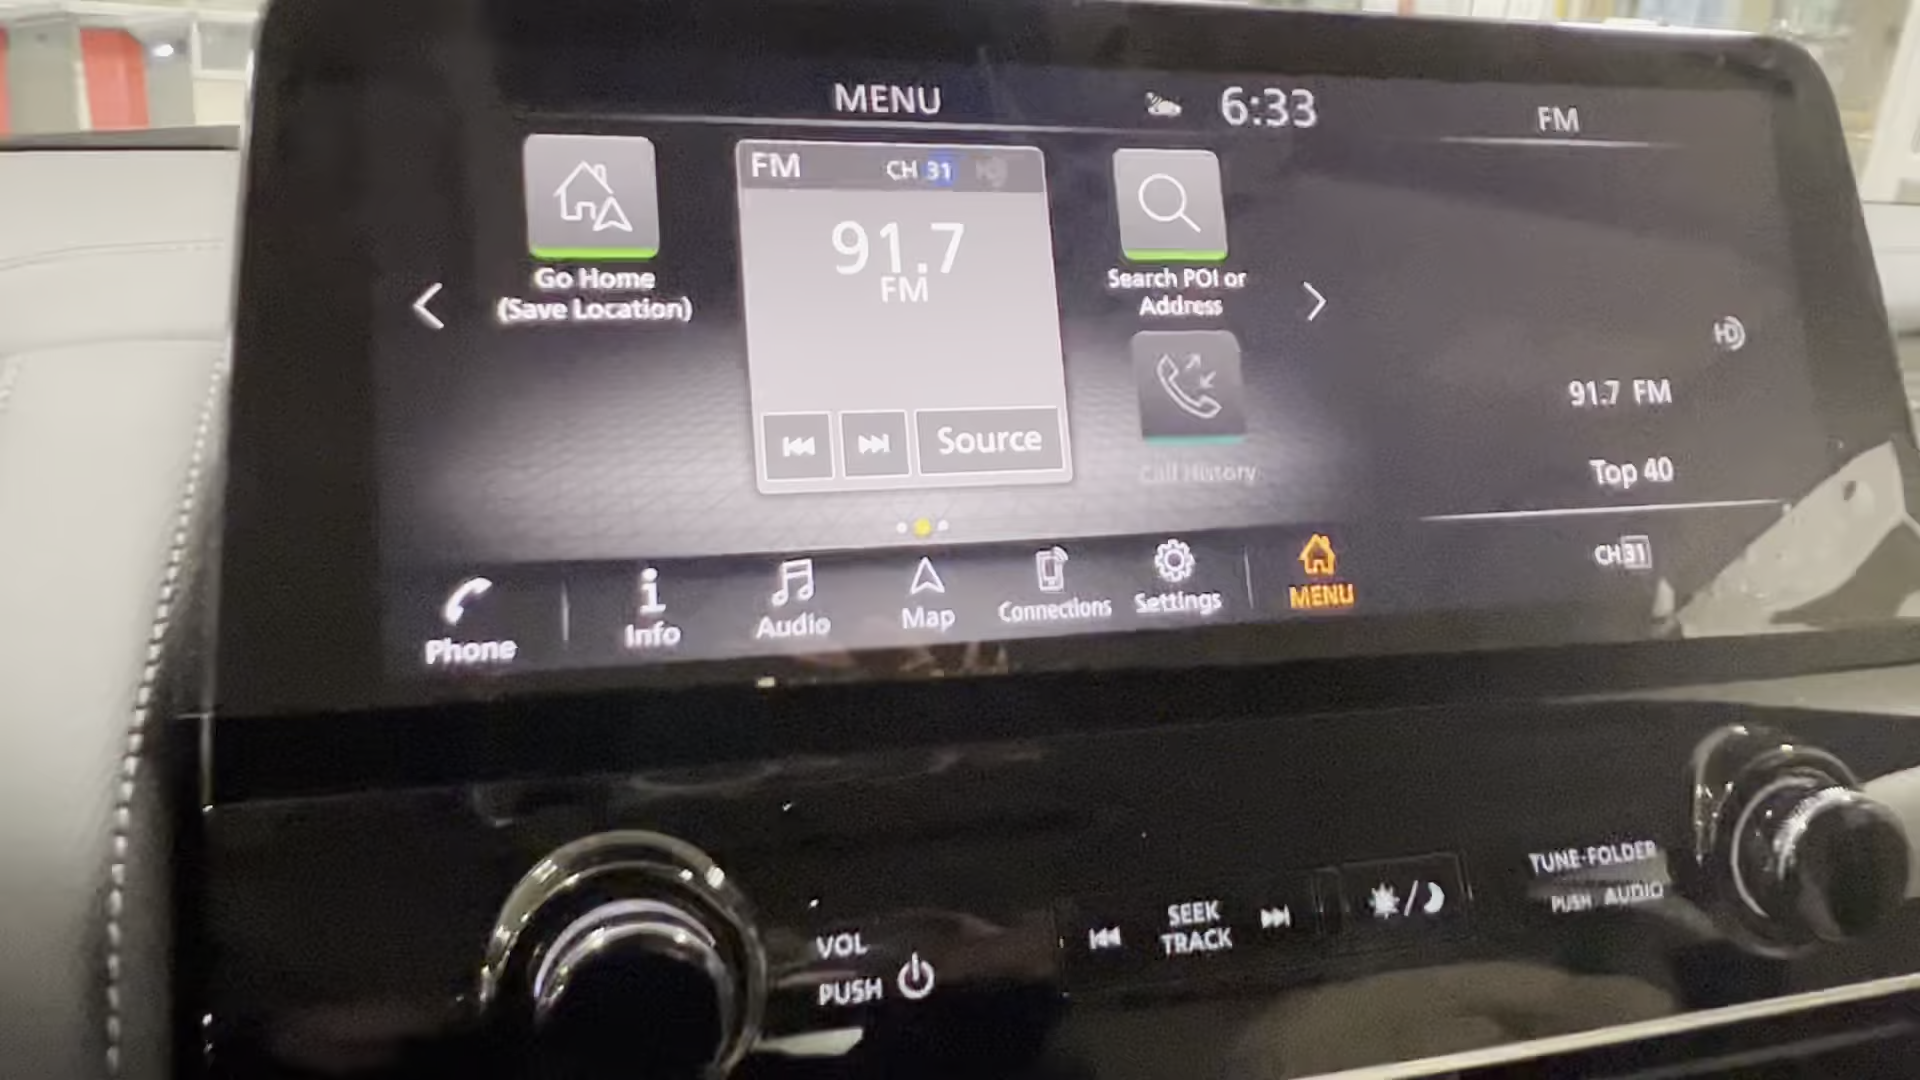 MENU
6:33
FM
FM
CH 31
HD
91.7
FM
Go Home
(Save Location)
Search POI or
Address
Source
Call History
HD
91.7 FM
Top 40
CH 31
Phone
Info
Audio
Map
Connections
Settings
MENU
VOL
PUSH
SEEK
TRACK
TUNE·FOLDER
PUSH AUDIO